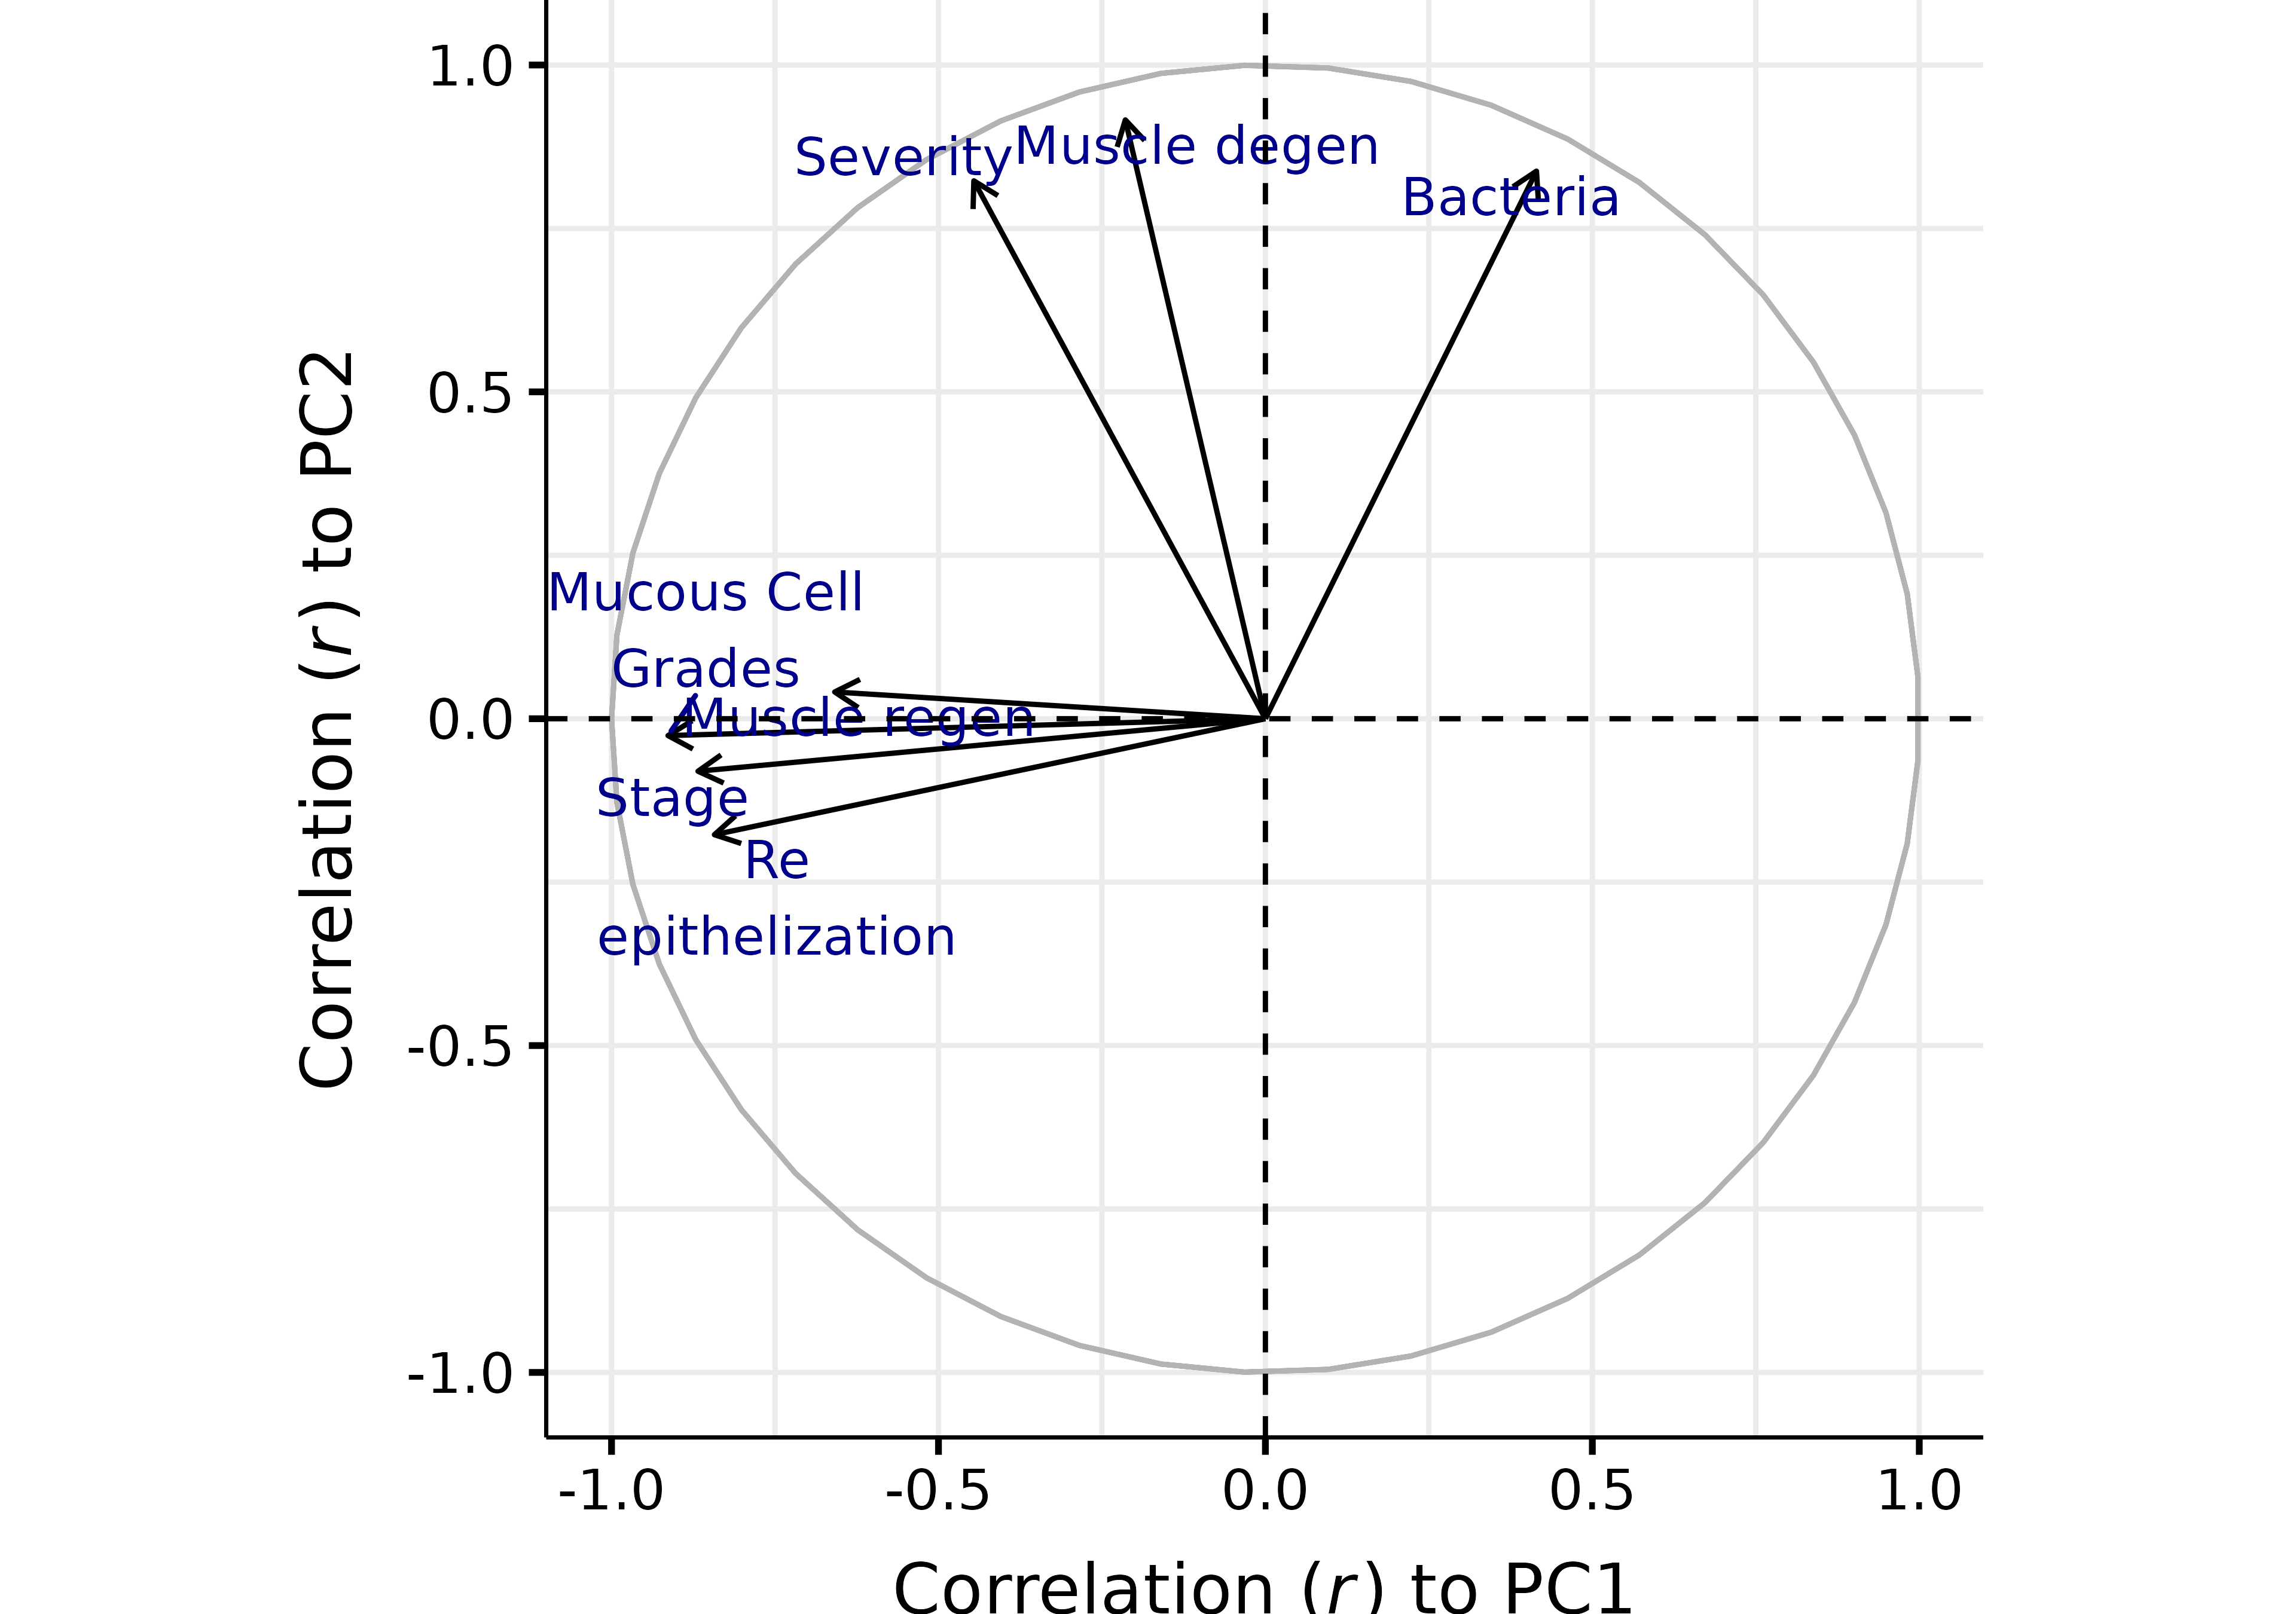 1.0
0.5
0.0
-0.5
-1.0
Correlation (r) to PC2
Severity
Muscle degen
Bacteria
Mucous Cell
Grades
Muscle regen
Stage
Re
epithelization
-1.0
-0.5
0.0
0.5
1.0
Correlation (r) to PC1